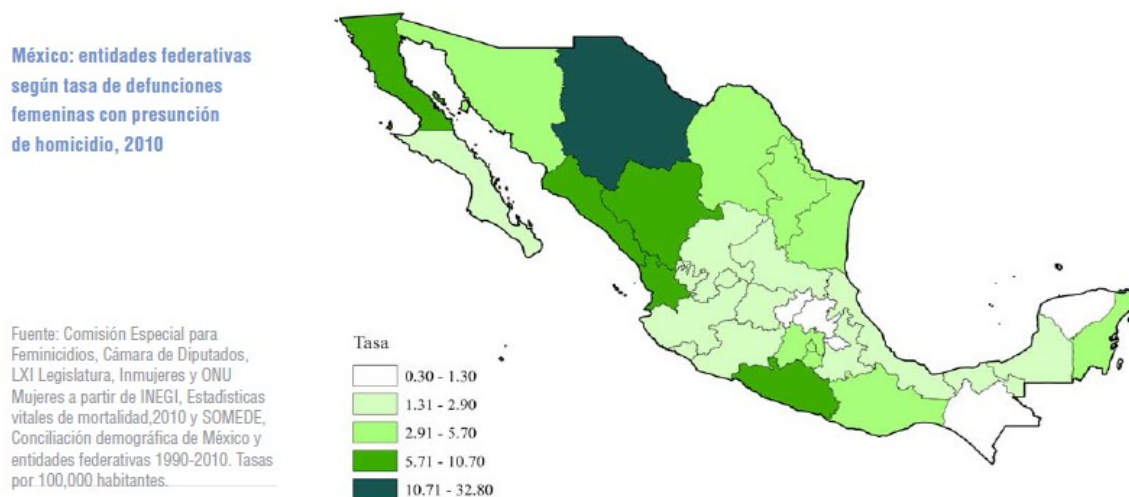 México: entidades federativas
según tasa de defunciones
femeninas con presunción
de homicidio, 2010
Fuente: Comisión Especial para
Feminicidios, Cámara de Diputados,
LXI Legislatura, Inmujeres y ONU
Mujeres a partir de INEGI, Estadísticas
vitales de mortalidad,2010 y SOMEDE,
Conciliación demográfica de México y
entidades federativas 1990-2010. Tasas
por 100,000 habitantes.
Tasa
0.30 - 1.30
1.31 - 2.90
2.91 - 5.70
5.71 - 10.70
10.71 - 32.80